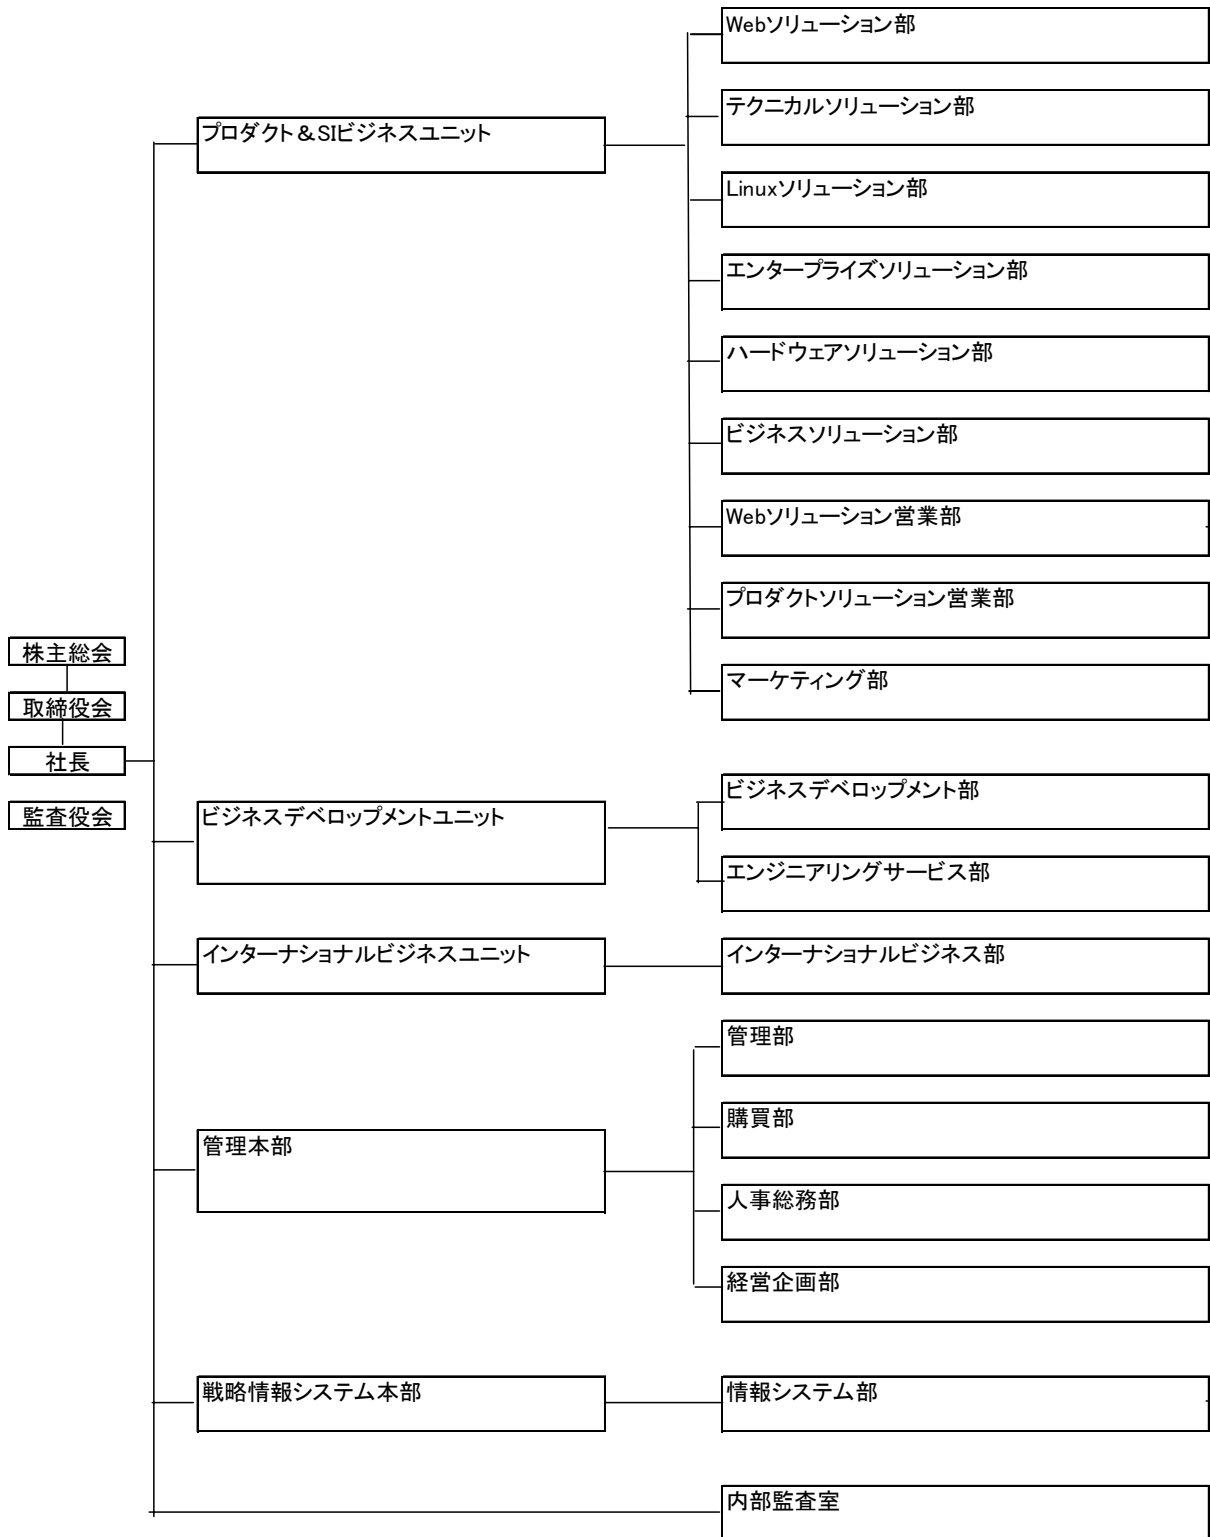 株主総会
取締役会
社長
監査役会
プロダクト＆SIビジネスユニット
Webソリューション部
テクニカルソリューション部
Linuxソリューション部
エンタープライズソリューション部
ハードウェアソリューション部
ビジネスソリューション部
Webソリューション営業部
プロダクトソリューション営業部
マーケティング部
ビジネスデベロップメントユニット
ビジネスデベロップメント部
エンジニアリングサービス部
インターナショナルビジネスユニット
インターナショナルビジネス部
管理本部
管理部
購買部
人事総務部
経営企画部
戦略情報システム本部
情報システム部
内部監査室